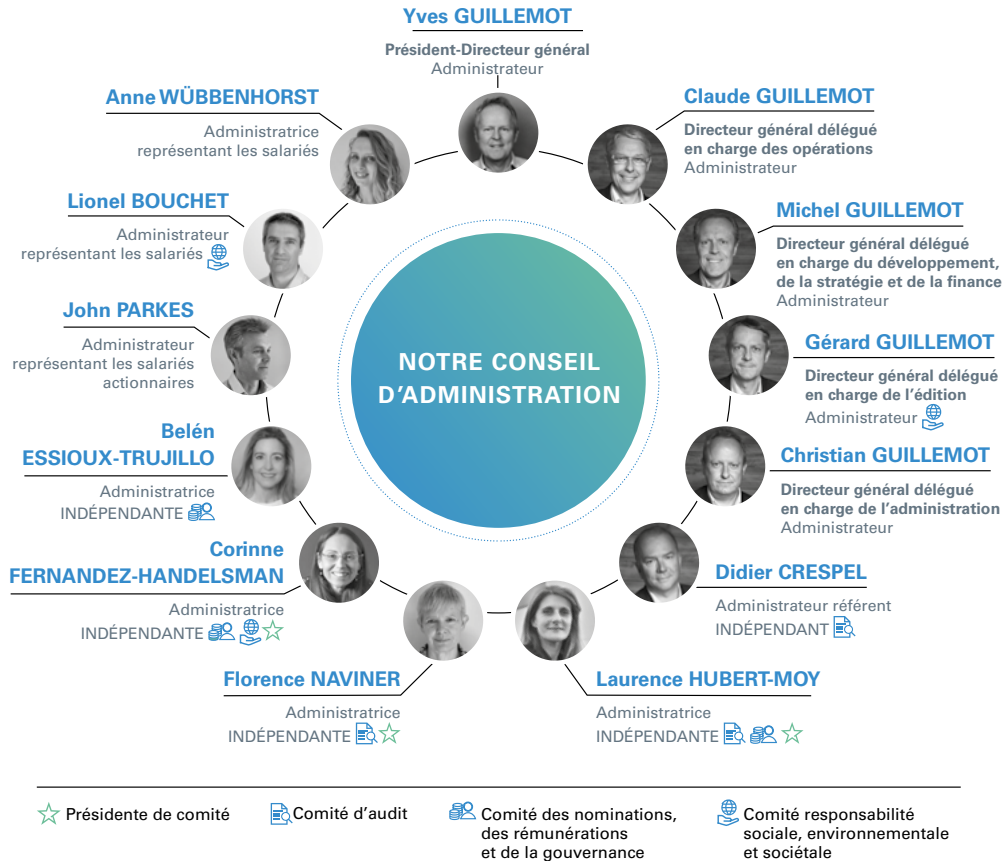 Yves GUILLEMOT
Président-Directeur général
Administrateur
Anne WÜBBENHORST
Administratrice
représentant les salariés
Claude GUILLEMOT
Directeur général délégué
en charge des opérations
Administrateur
Lionel BOUCHET
Administrateur
représentant les salariés
Michel GUILLEMOT
Directeur général délégué
en charge du développement,
de la stratégie et de la finance
Administrateur
John PARKES
Administrateur
représentant les salariés
actionnaires
NOTRE CONSEIL
D'ADMINISTRATION
Gérard GUILLEMOT
Directeur général délégué
en charge de l'édition
Administrateur
Belén
ESSIOUX-TRUJILLO
Administratrice
INDÉPENDANTE
Christian GUILLEMOT
Directeur général délégué
en charge de l'administration
Administrateur
Corinne
FERNANDEZ-HANDELSMAN
Administratrice
INDÉPENDANTE
Didier CRESPEL
Administrateur référent
INDÉPENDANT
Florence NAVINER
Administratrice
INDÉPENDANTE
Laurence HUBERT-MOY
Administratrice
INDÉPENDANTE
Présidente de comité
Comité d'audit
Comité des nominations,
des rémunérations
et de la gouvernance
Comité responsabilité
sociale, environnementale
et sociétale